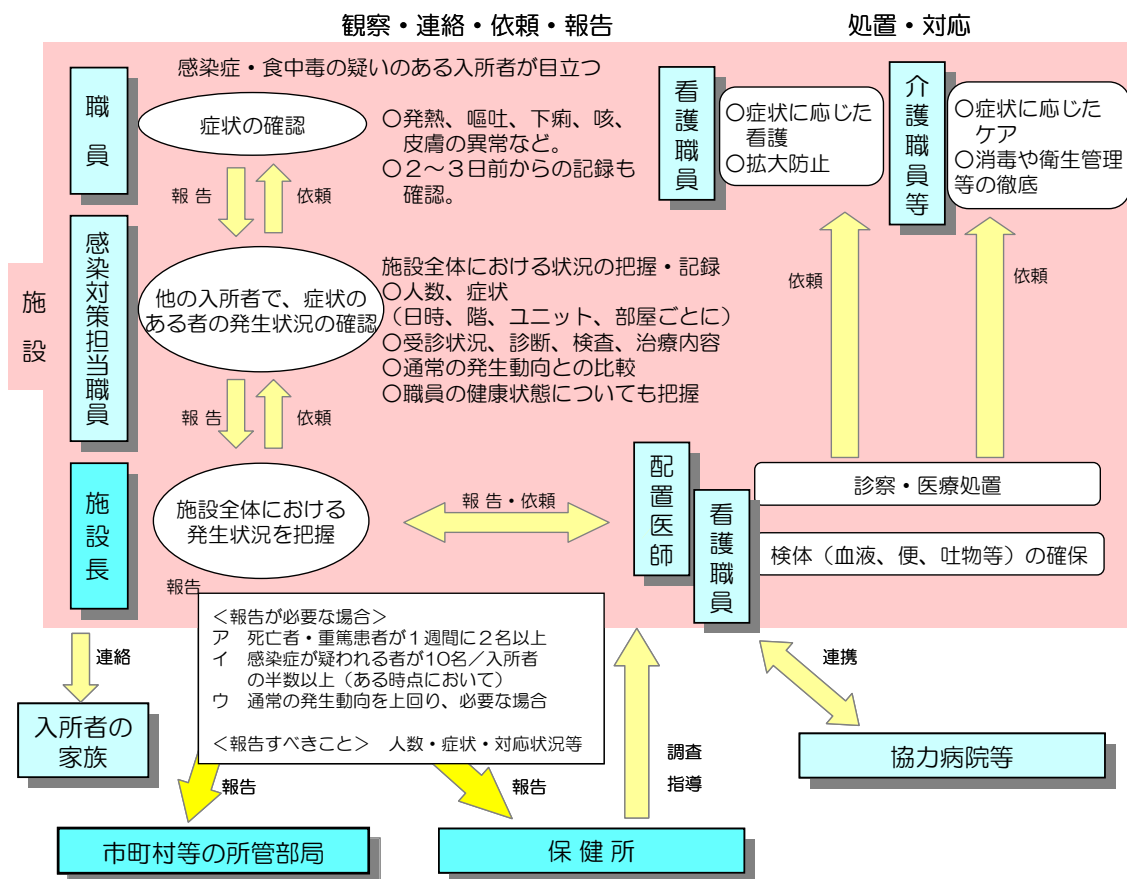 観察・連絡・依頼・報告
処置・対応
感染症・食中毒の疑いのある入所者が目立つ
職員
症状の確認
○発熱、嘔吐、下痢、咳、
皮膚の異常など。
○２～３日前からの記録も
確認。
看護職員
○症状に応じた
看護
○拡大防止
介護職員等
○症状に応じた
ケア
○消毒や衛生管理
等の徹底
報 告
依頼
施設
感染対策担当職員
他の入所者で、症状の
ある者の発生状況の確認
施設全体における状況の把握・記録
○人数、症状
（日時、階、ユニット、部屋ごとに）
○受診状況、診断、検査、治療内容
○通常の発生動向との比較
○職員の健康状態についても把握
依頼
依頼
報 告
依頼
施設長
施設全体における
発生状況を把握
報 告・依頼
配置医師
看護職員
診察・医療処置
検体（血液、便、吐物等）の確保
報告
＜報告が必要な場合＞
ア　死亡者・重篤患者が１週間に２名以上
イ　感染症が疑われる者が10名／入所者
の半数以上（ある時点において）
ウ　通常の発生動向を上回り、必要な場合
＜報告すべきこと＞　人数・症状・対応状況等
連絡
入所者の
家族
連携
協力病院等
調査
指導
報告
報告
市町村等の所管部局
保 健 所